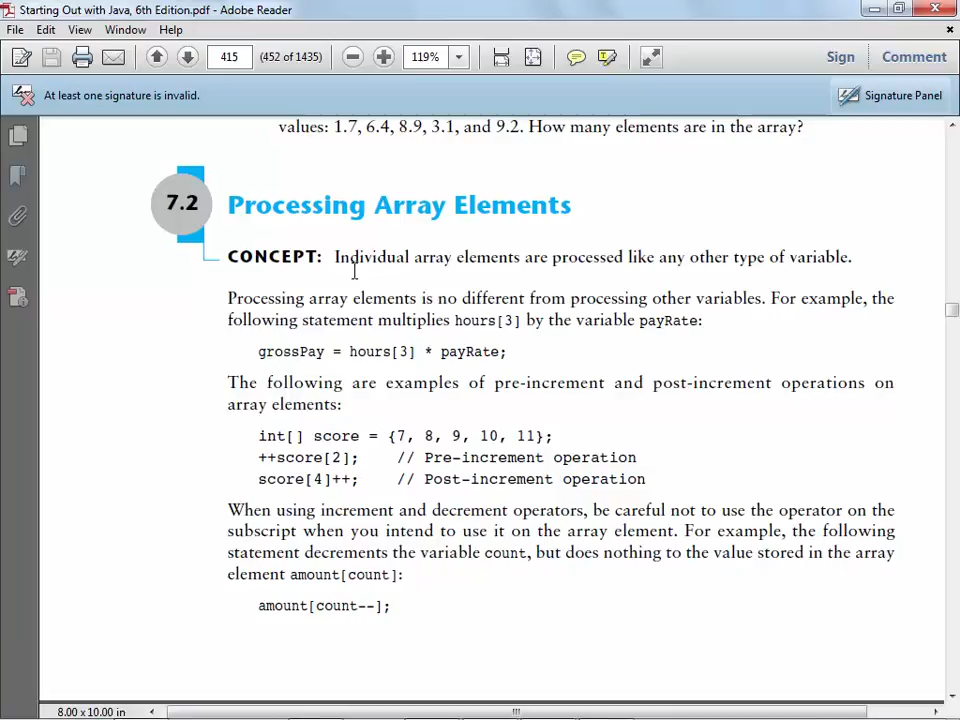 Starting Out with Java, 6th Edition.pdf - Adobe Reader
File Edit View Window Help
415 (452 of 1435) 119% Sign Comment
At least one signature is invalid. Signature Panel
values: 1.7, 6.4, 8.9, 3.1, and 9.2. How many elements are in the array?
7.2 Processing Array Elements
CONCEPT: Individual array elements are processed like any other type of variable.
Processing array elements is no different from processing other variables. For example, the
following statement multiplies hours[3] by the variable payRate:
grossPay = hours[3] * payRate;
The following are examples of pre-increment and post-increment operations on
array elements:
int[] score = {7, 8, 9, 10, 11};
++score[2]; // Pre-increment operation
score[4]++; // Post-increment operation
When using increment and decrement operators, be careful not to use the operator on the
subscript when you intend to use it on the array element. For example, the following
statement decrements the variable count, but does nothing to the value stored in the array
element amount[count]:
amount[count--];
8.00 x 10.00 in